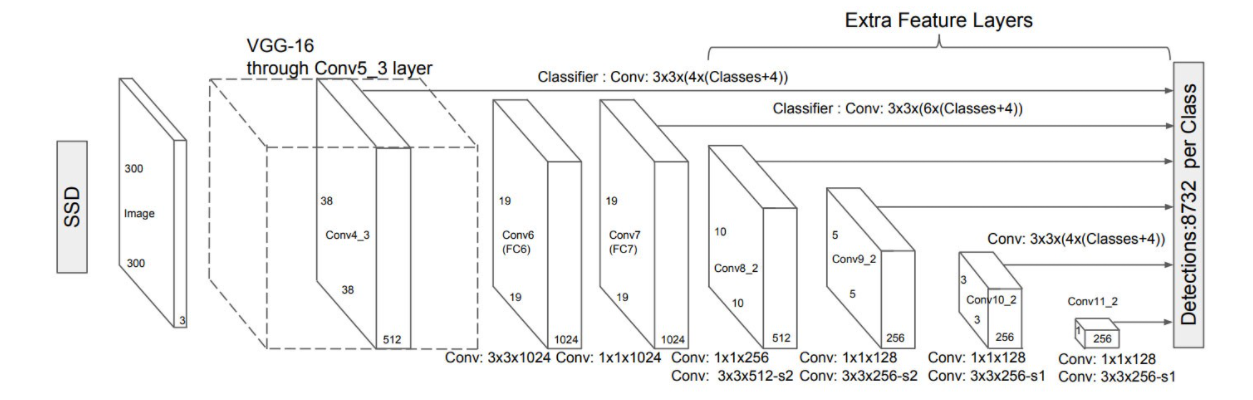 Extra Feature Layers
VGG-16
through Conv5_3 layer
Classifier : Conv: 3x3x(4x(Classes+4))
Classifier : Conv: 3x3x(6x(Classes+4))
SSD
300
Image
300
3
38
Conv4_3
38
512
19
Conv6
(FC6)
19
1024
19
Conv7
(FC7)
19
1024
10
Conv8_2
10
512
5
Conv9_2
5
256
Conv: 3x3x(4x(Classes+4))
3
Conv10_2
3
256
Conv11_2
1
256
Detections:8732 per Class
Conv: 3x3x1024
Conv: 1x1x1024
Conv: 1x1x256
Conv: 3x3x512-s2
Conv: 1x1x128
Conv: 3x3x256-s2
Conv: 1x1x128
Conv: 3x3x256-s1
Conv: 1x1x128
Conv: 3x3x256-s1